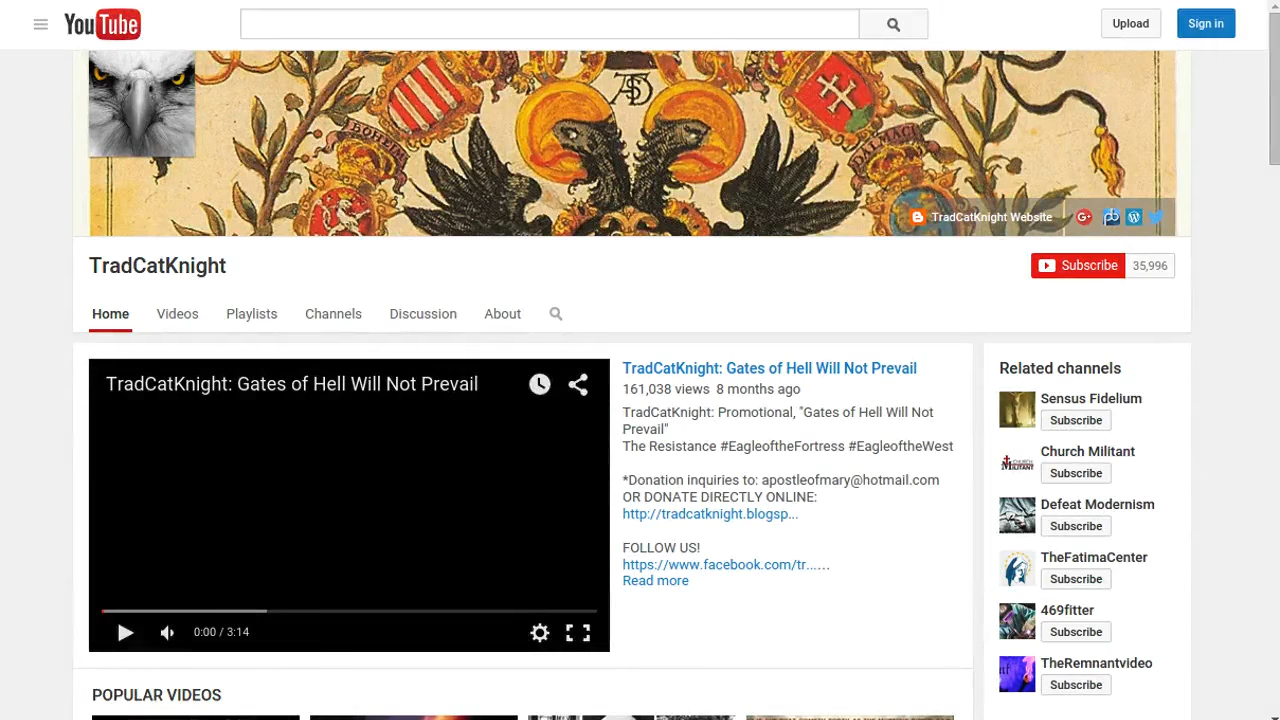 YouTube
Upload
Sign in
BOHEMIA
DALMACI
TradCatKnight Website
TradCatKnight
Subscribe 35,996
Home Videos Playlists Channels Discussion About
TradCatKnight: Gates of Hell Will Not Prevail
0:00 / 3:14
TradCatKnight: Gates of Hell Will Not Prevail
161,038 views 8 months ago
TradCatKnight: Promotional, "Gates of Hell Will Not
Prevail"
The Resistance #EagleoftheFortress #EagleoftheWest
*Donation inquiries to: apostleofmary@hotmail.com
OR DONATE DIRECTLY ONLINE:
http://tradcatknight.blogsp...
FOLLOW US!
https://www.facebook.com/tr...…
Read more
Related channels
Sensus Fidelium
Subscribe
Church Militant
Subscribe
Defeat Modernism
Subscribe
TheFatimaCenter
Subscribe
469fitter
Subscribe
TheRemnantvideo
Subscribe
POPULAR VIDEOS